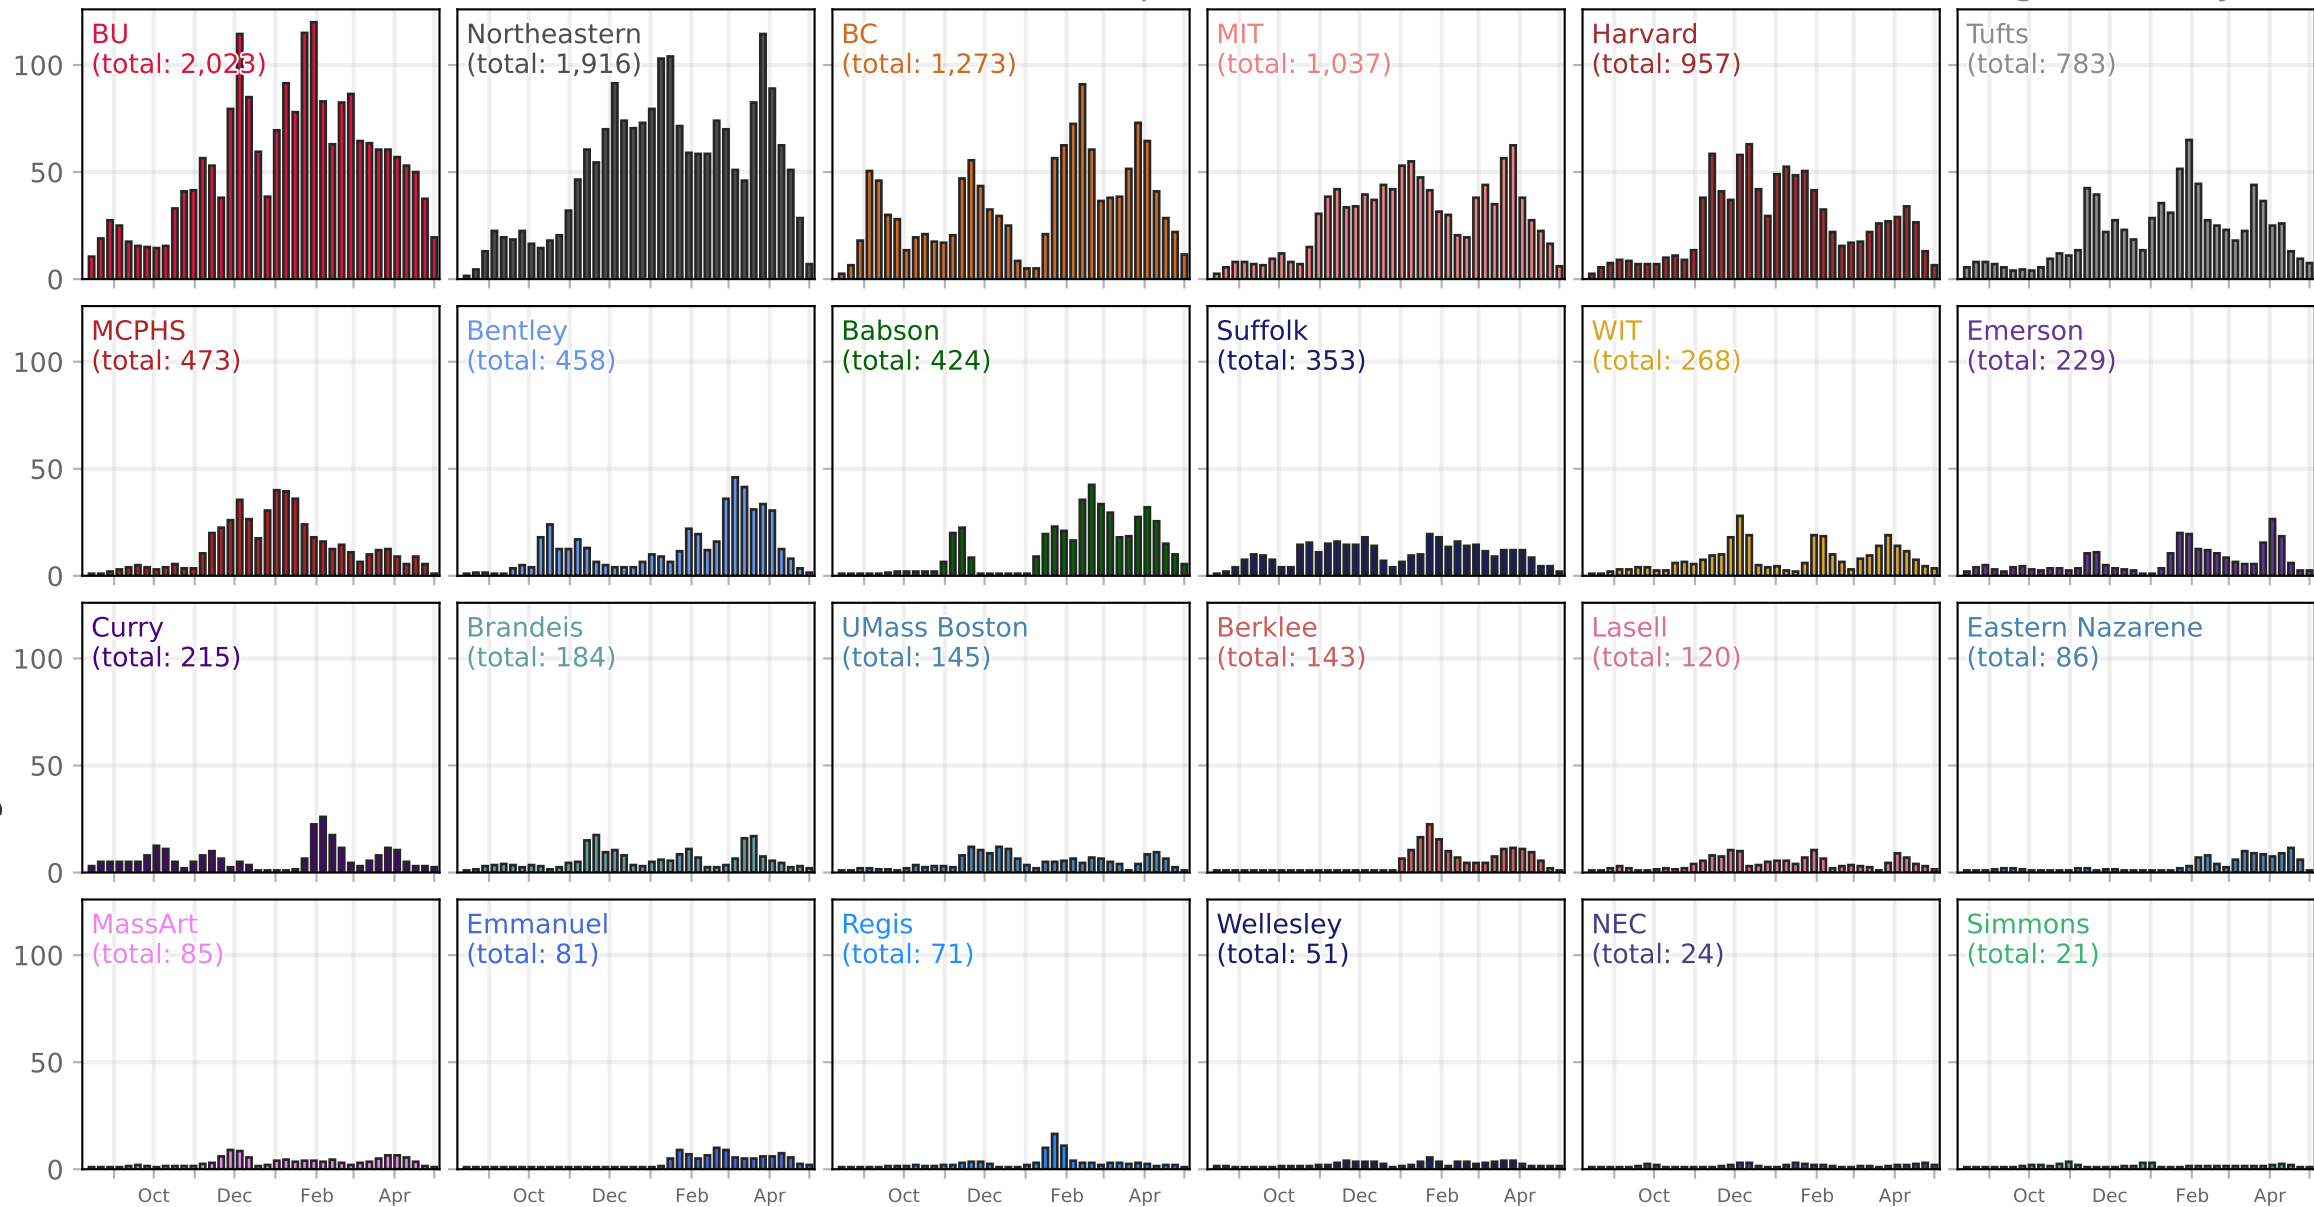 BU
(total: 2,023)
Northeastern
(total: 1,916)
BC
(total: 1,273)
MIT
(total: 1,037)
Harvard
(total: 957)
Tufts
(total: 783)
100
50
0
MCPHS
(total: 473)
Bentley
(total: 458)
Babson
(total: 424)
Suffolk
(total: 353)
WIT
(total: 268)
Emerson
(total: 229)
100
50
0
Curry
(total: 215)
Brandeis
(total: 184)
UMass Boston
(total: 145)
Berklee
(total: 143)
Lasell
(total: 120)
Eastern Nazarene
(total: 86)
100
50
0
MassArt
(total: 85)
Emmanuel
(total: 81)
Regis
(total: 71)
Wellesley
(total: 51)
NEC
(total: 24)
Simmons
(total: 21)
100
50
0
Oct Dec Feb Apr
Oct Dec Feb Apr
Oct Dec Feb Apr
Oct Dec Feb Apr
Oct Dec Feb Apr
Oct Dec Feb Apr